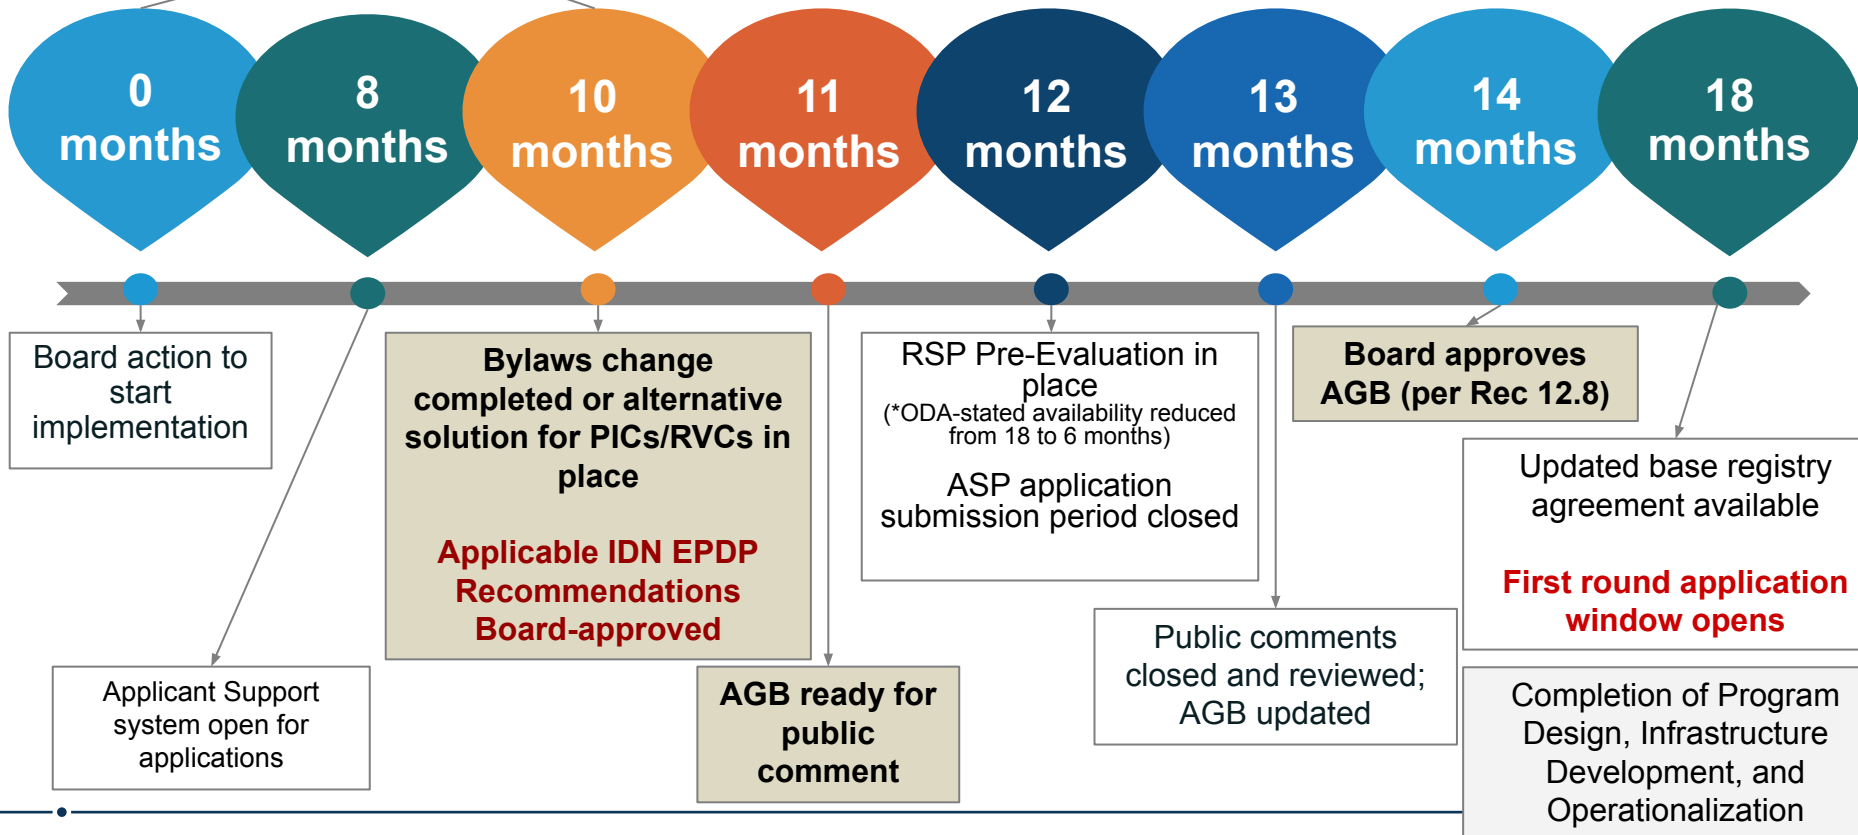 0
months
8
months
10
months
11
months
12
months
13
months
14
months
18
months
Board action to
start
implementation
Applicant Support
system open for
applications
Bylaws change
completed or alternative
solution for PICs/RVCs in
place
Applicable IDN EPDP
Recommendations
Board-approved
AGB ready for
public
comment
RSP Pre-Evaluation in
place
(*ODA-stated availability reduced
from 18 to 6 months)
ASP application
submission period closed
Public comments
closed and reviewed;
AGB updated
Board approves
AGB (per Rec 12.8)
Updated base registry
agreement available
First round application
window opens
Completion of Program
Design, Infrastructure
Development, and
Operationalization